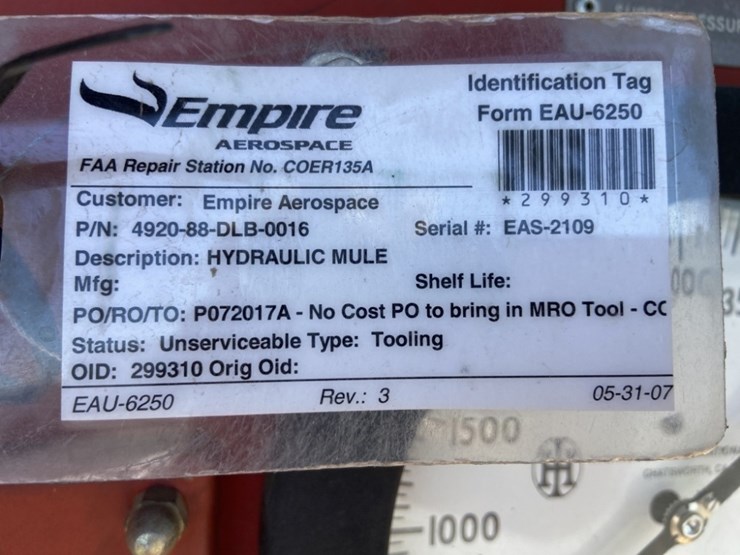 Empire
AEROSPACE
FAA Repair Station No. COER135A
Identification Tag
Form EAU-6250
*299310*
Customer: Empire Aerospace
P/N: 4920-88-DLB-0016 Serial #: EAS-2109
Description: HYDRAULIC MULE
Mfg: Shelf Life:
PO/RO/TO: P072017A - No Cost PO to bring in MRO Tool - CC
Status: Unserviceable Type: Tooling
OID: 299310 Orig Oid:
EAU-6250 Rev.: 3 05-31-07
1500
1000